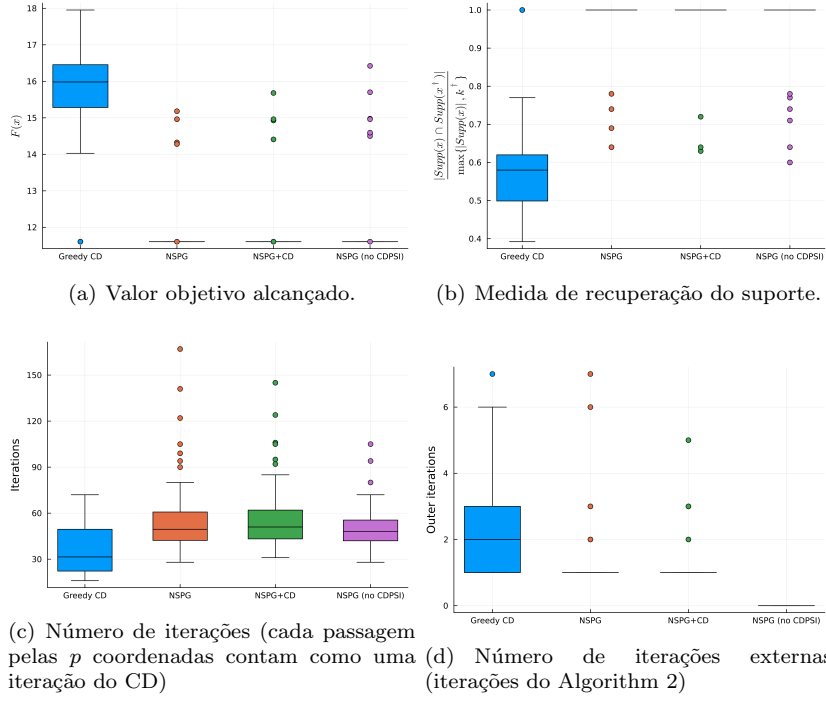 18
17
16
15
14
13
12
F(x)
Greedy CD
NSPG
NSPG+CD
NSPG (no CDPSI)
(a) Valor objetivo alcançado.
1.0
0.9
0.8
0.7
0.6
0.5
0.4
|Supp(x) ∩ Supp(x†)|
max{|Supp(x)|, k†}
Greedy CD
NSPG
NSPG+CD
NSPG (no CDPSI)
(b) Medida de recuperação do suporte.
150
120
90
60
30
Iterations
Greedy CD
NSPG
NSPG+CD
NSPG (no CDPSI)
(c) Número de iterações (cada passagem
pelas p coordenadas contam como uma
iteração do CD)
6
4
2
0
Outer iterations
Greedy CD
NSPG
NSPG+CD
NSPG (no CDPSI)
(d) Número de iterações externas
(iterações do Algorithm 2)